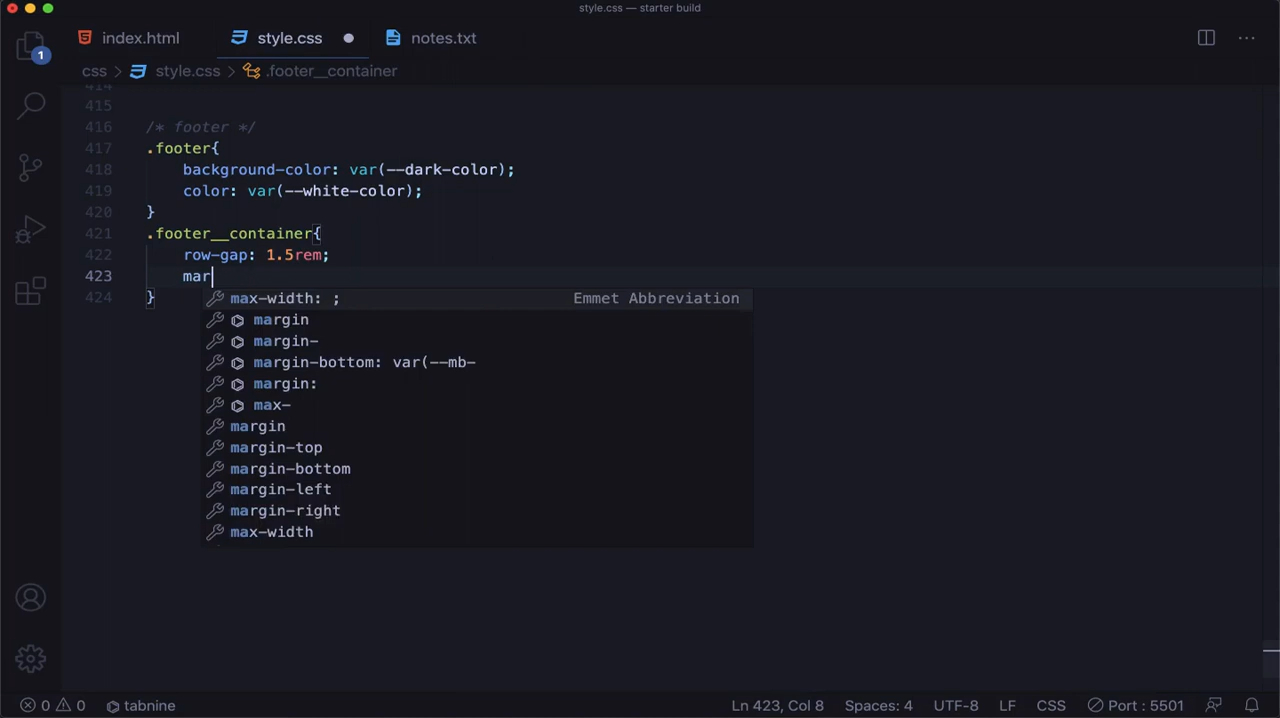 style.css — starter build
index.html
style.css
notes.txt
1
css > style.css > .footer__container
414
415
416 /* footer */
417 .footer{
418 background-color: var(--dark-color);
419 color: var(--white-color);
420 }
421 .footer__container{
422 row-gap: 1.5rem;
423 mar
424 }
max-width: ; Emmet Abbreviation
margin
margin-
margin-bottom: var(--mb-
margin:
max-
margin
margin-top
margin-bottom
margin-left
margin-right
max-width
0 0 tabnine Ln 423, Col 8 Spaces: 4 UTF-8 LF CSS Port : 5501